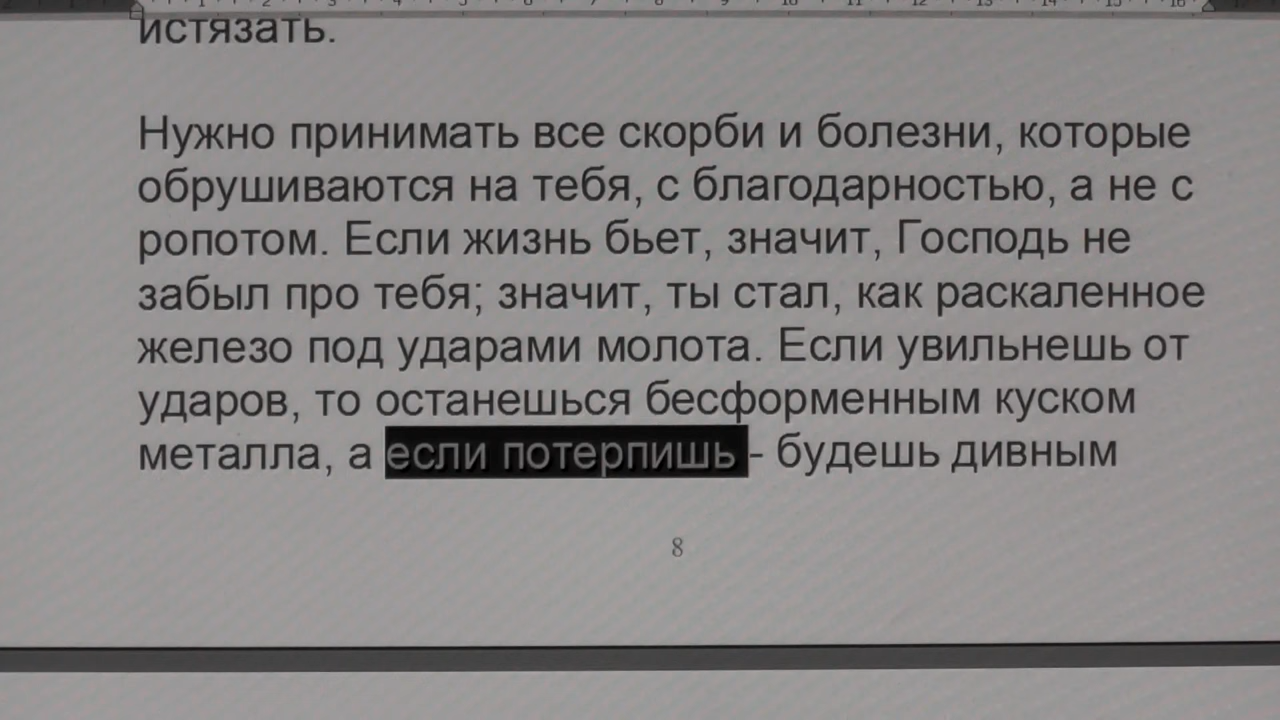 истязать.
Нужно принимать все скорби и болезни, которые
обрушиваются на тебя, с благодарностью, а не с
ропотом. Если жизнь бьет, значит, Господь не
забыл про тебя; значит, ты стал, как раскаленное
железо под ударами молота. Если увильнешь от
ударов, то останешься бесформенным куском
металла, а если потерпишь - будешь дивным
8